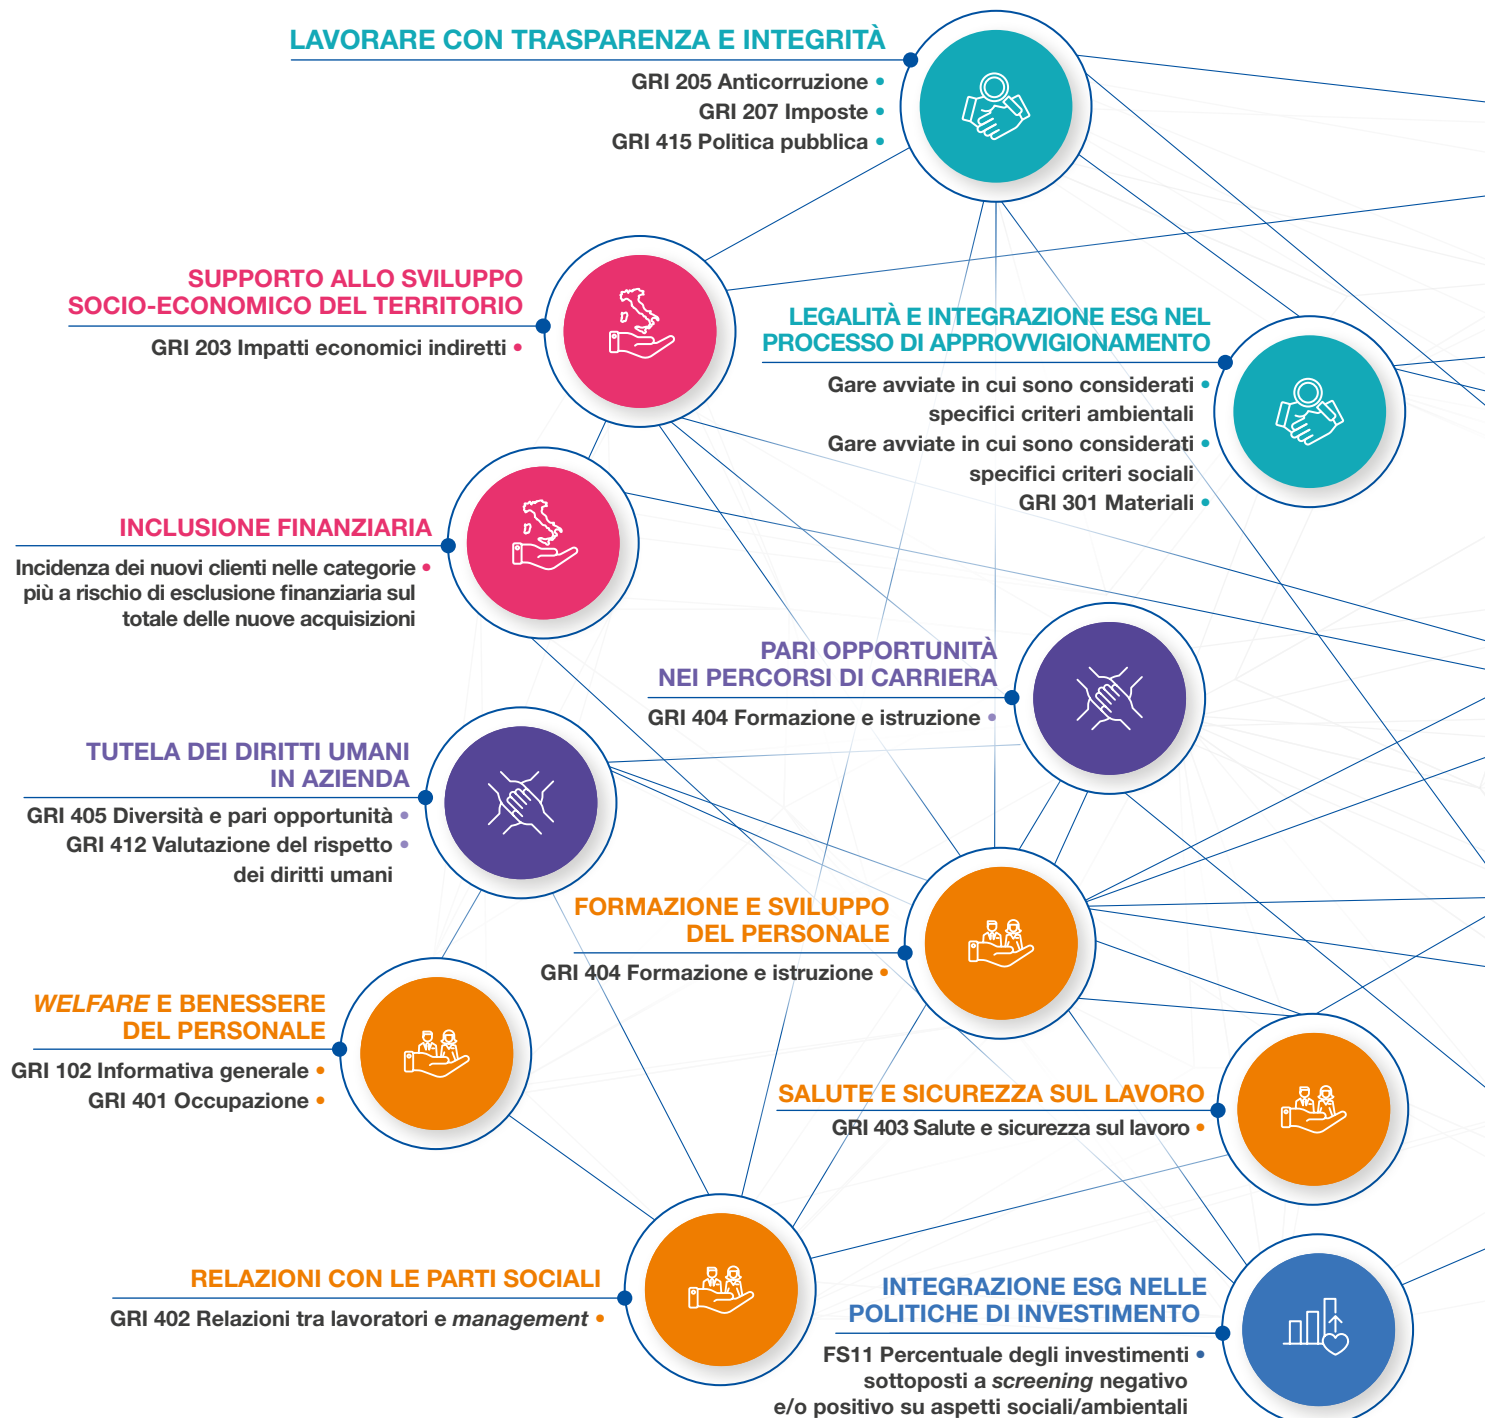 LAVORARE CON TRASPARENZA E INTEGRITÀ
GRI 205 Anticorruzione •
GRI 207 Imposte •
GRI 415 Politica pubblica •
SUPPORTO ALLO SVILUPPO
SOCIO-ECONOMICO DEL TERRITORIO
GRI 203 Impatti economici indiretti •
LEGALITÀ E INTEGRAZIONE ESG NEL
PROCESSO DI APPROVVIGIONAMENTO
Gare avviate in cui sono considerati •
specifici criteri ambientali
Gare avviate in cui sono considerati •
specifici criteri sociali
GRI 301 Materiali •
INCLUSIONE FINANZIARIA
Incidenza dei nuovi clienti nelle categorie •
più a rischio di esclusione finanziaria sul
totale delle nuove acquisizioni
PARI OPPORTUNITÀ
NEI PERCORSI DI CARRIERA
GRI 404 Formazione e istruzione •
TUTELA DEI DIRITTI UMANI
IN AZIENDA
GRI 405 Diversità e pari opportunità •
GRI 412 Valutazione del rispetto •
dei diritti umani
FORMAZIONE E SVILUPPO
DEL PERSONALE
GRI 404 Formazione e istruzione •
WELFARE E BENESSERE
DEL PERSONALE
GRI 102 Informativa generale •
GRI 401 Occupazione •
SALUTE E SICUREZZA SUL LAVORO
GRI 403 Salute e sicurezza sul lavoro •
RELAZIONI CON LE PARTI SOCIALI
GRI 402 Relazioni tra lavoratori e management •
INTEGRAZIONE ESG NELLE
POLITICHE DI INVESTIMENTO
FS11 Percentuale degli investimenti •
sottoposti a screening negativo
e/o positivo su aspetti sociali/ambientali